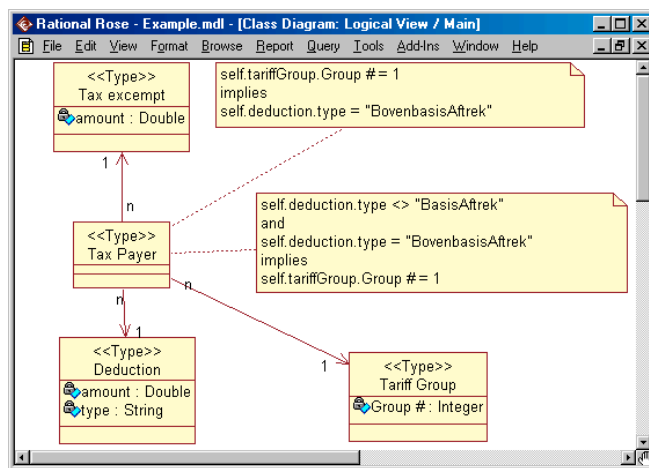 Rational Rose - Example.mdl - [Class Diagram: Logical View / Main]
File Edit View Format Browse Report Query Tools Add-Ins Window Help
<<Type>>
Tax excempt
amount : Double
self.tariffGroup.Group # = 1
implies
self.deduction.type = "BovenbasisAftrek"
1
n
<<Type>>
Tax Payer
self.deduction.type <> "BasisAftrek"
and
self.deduction.type = "BovenbasisAftrek"
implies
self.tariffGroup.Group # = 1
n
n
1
<<Type>>
Deduction
amount : Double
type : String
1
<<Type>>
Tariff Group
Group # : Integer